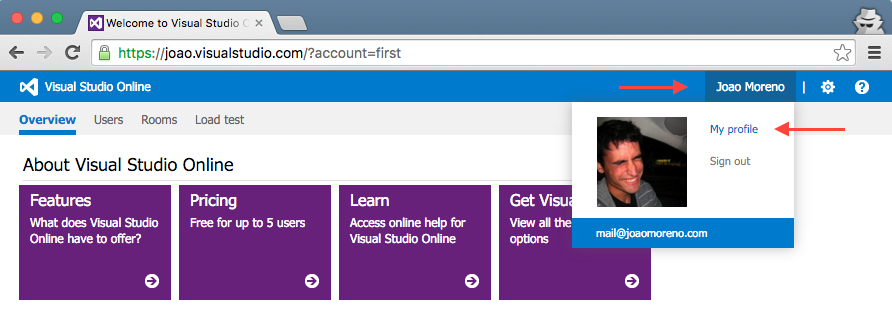 Welcome to Visual Studio O
https://joao.visualstudio.com/?account=first
Visual Studio Online
Joao Moreno
Overview
Users
Rooms
Load test
My profile
Sign out
mail@joaomoreno.com
About Visual Studio Online
Features
What does Visual Studio
Online have to offer?
Pricing
Free for up to 5 users
Learn
Access online help for
Visual Studio Online
Get Visua
View all the
options